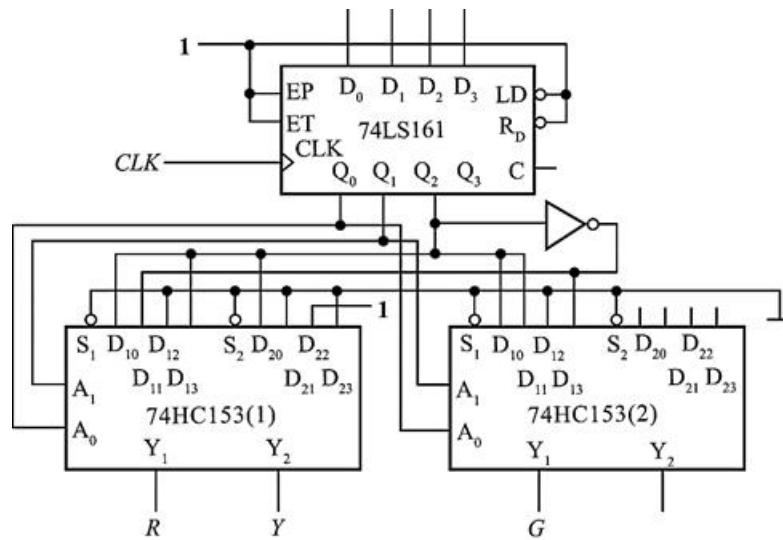 1
EP D₀ D₁ D₂ D₃ LD
ET 74LS161 R_D
CLK CLK
Q₀ Q₁ Q₂ Q₃ C
1
S₁ D₁₀ D₁₂ S₂ D₂₀ D₂₂
D₁₁ D₁₃ D₂₁ D₂₃
A₁
74HC153(1)
A₀
Y₁ Y₂
R Y
S₁ D₁₀ D₁₂ S₂ D₂₀ D₂₂
D₁₁ D₁₃ D₂₁ D₂₃
A₁
74HC153(2)
A₀
Y₁ Y₂
G